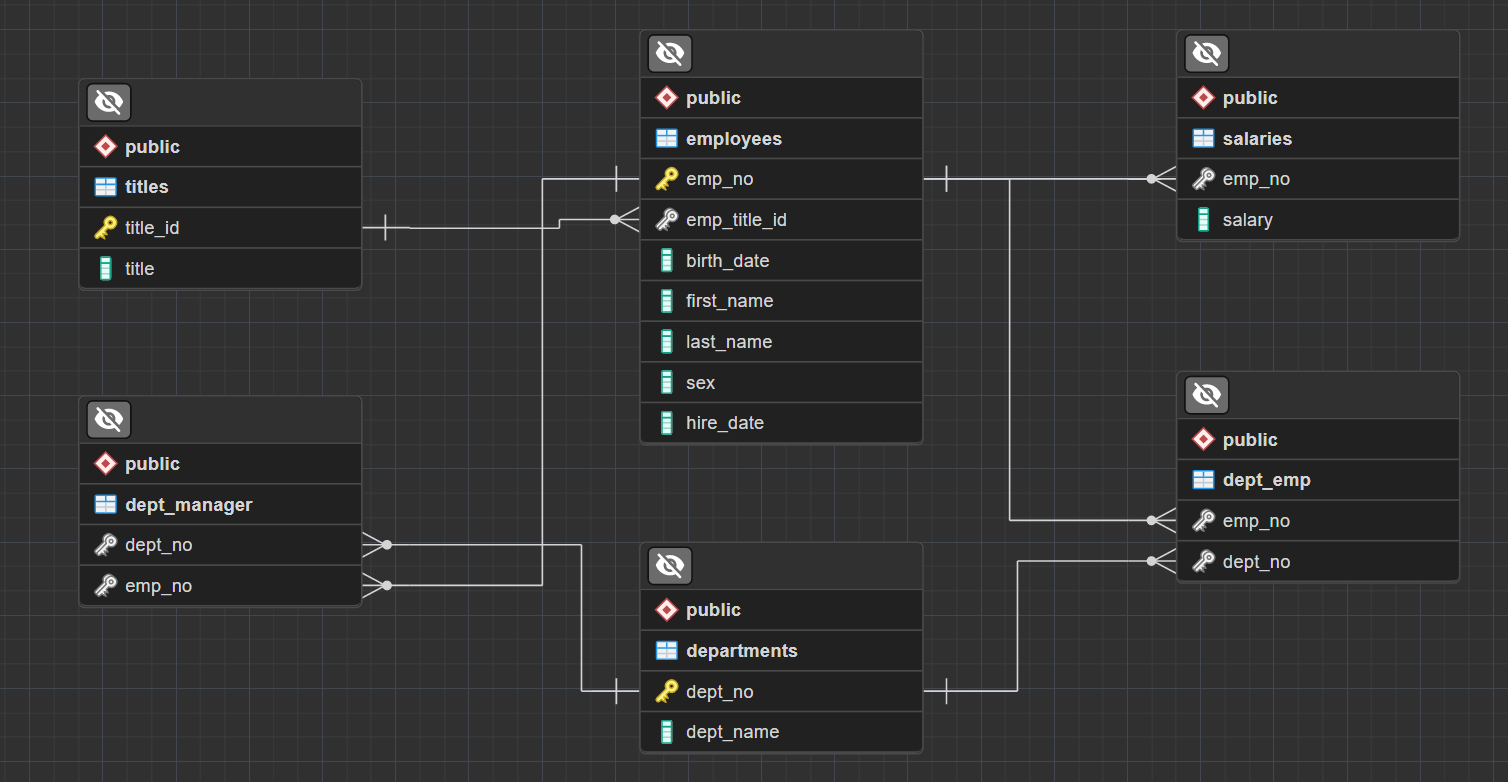 public
titles
title_id
title
public
employees
emp_no
emp_title_id
birth_date
first_name
last_name
sex
hire_date
public
salaries
emp_no
salary
public
dept_manager
dept_no
emp_no
public
departments
dept_no
dept_name
public
dept_emp
emp_no
dept_no